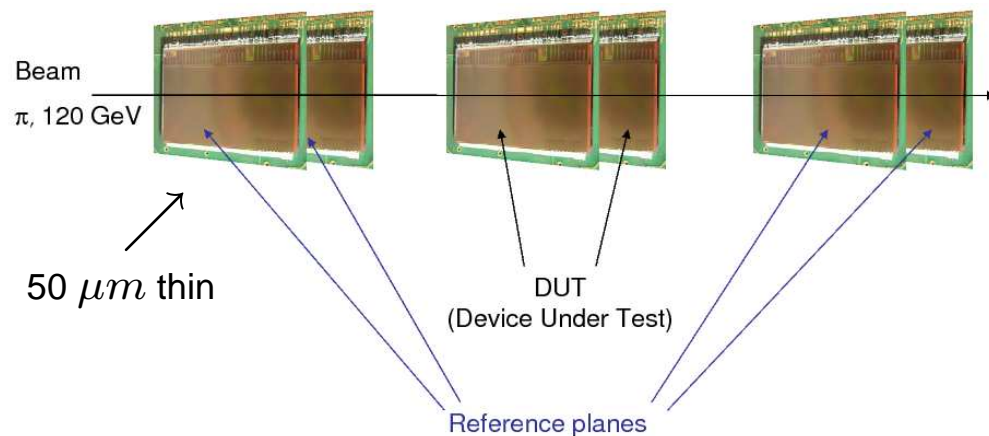 Beam
π, 120 GeV
50 μm thin
DUT
(Device Under Test)
Reference planes